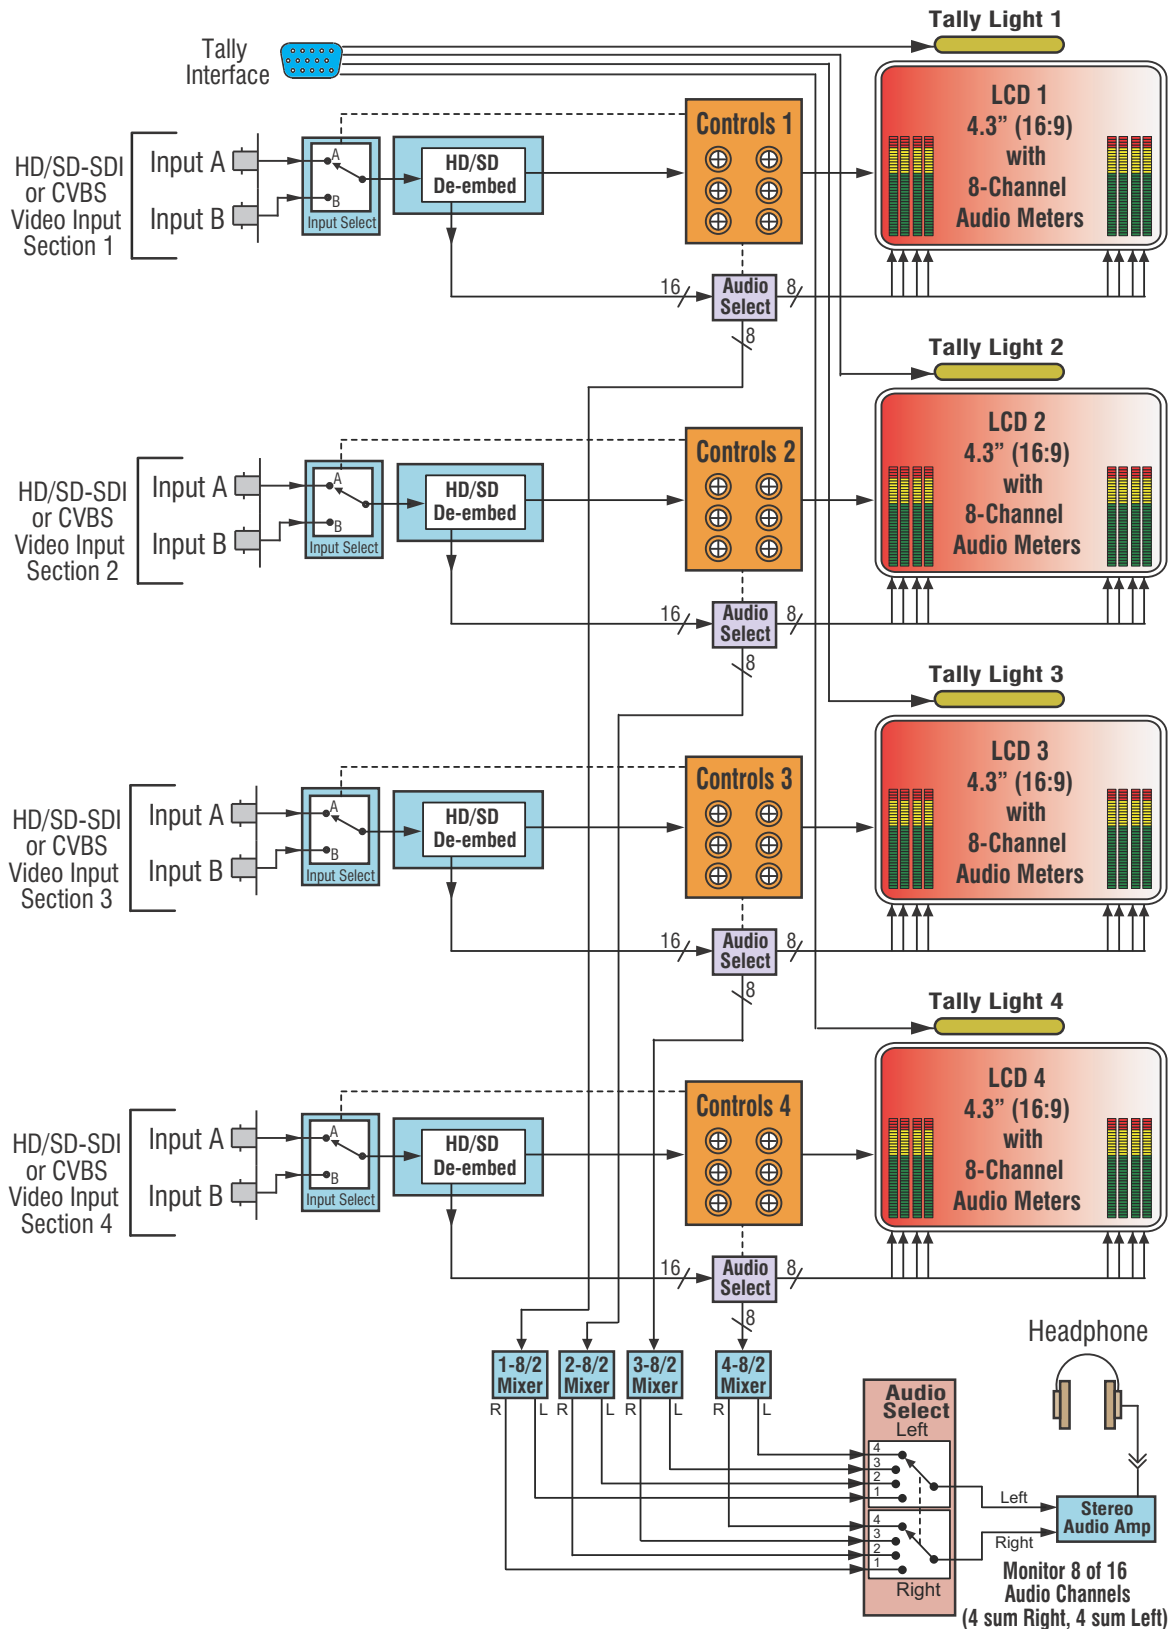 Tally Light 1
Tally
Interface
LCD 1
4.3” (16:9)
with
8-Channel
Audio Meters
Controls 1
HD/SD-SDI
or CVBS
Video Input
Section 1
Input A
Input B
A
B
Input Select
HD/SD
De-embed
16
Audio
Select
8
8
Tally Light 2
LCD 2
4.3” (16:9)
with
8-Channel
Audio Meters
Controls 2
HD/SD-SDI
or CVBS
Video Input
Section 2
Input A
Input B
A
B
Input Select
HD/SD
De-embed
16
Audio
Select
8
8
Tally Light 3
LCD 3
4.3” (16:9)
with
8-Channel
Audio Meters
Controls 3
HD/SD-SDI
or CVBS
Video Input
Section 3
Input A
Input B
A
B
Input Select
HD/SD
De-embed
16
Audio
Select
8
8
Tally Light 4
LCD 4
4.3” (16:9)
with
8-Channel
Audio Meters
Controls 4
HD/SD-SDI
or CVBS
Video Input
Section 4
Input A
Input B
A
B
Input Select
HD/SD
De-embed
16
Audio
Select
8
8
1-8/2
Mixer
2-8/2
Mixer
3-8/2
Mixer
4-8/2
Mixer
R L R L R L R L
Headphone
Audio
Select
Left
4
3
2
1
4
3
2
1
Right
Left
Right
Stereo
Audio Amp
Monitor 8 of 16
Audio Channels
(4 sum Right, 4 sum Left)